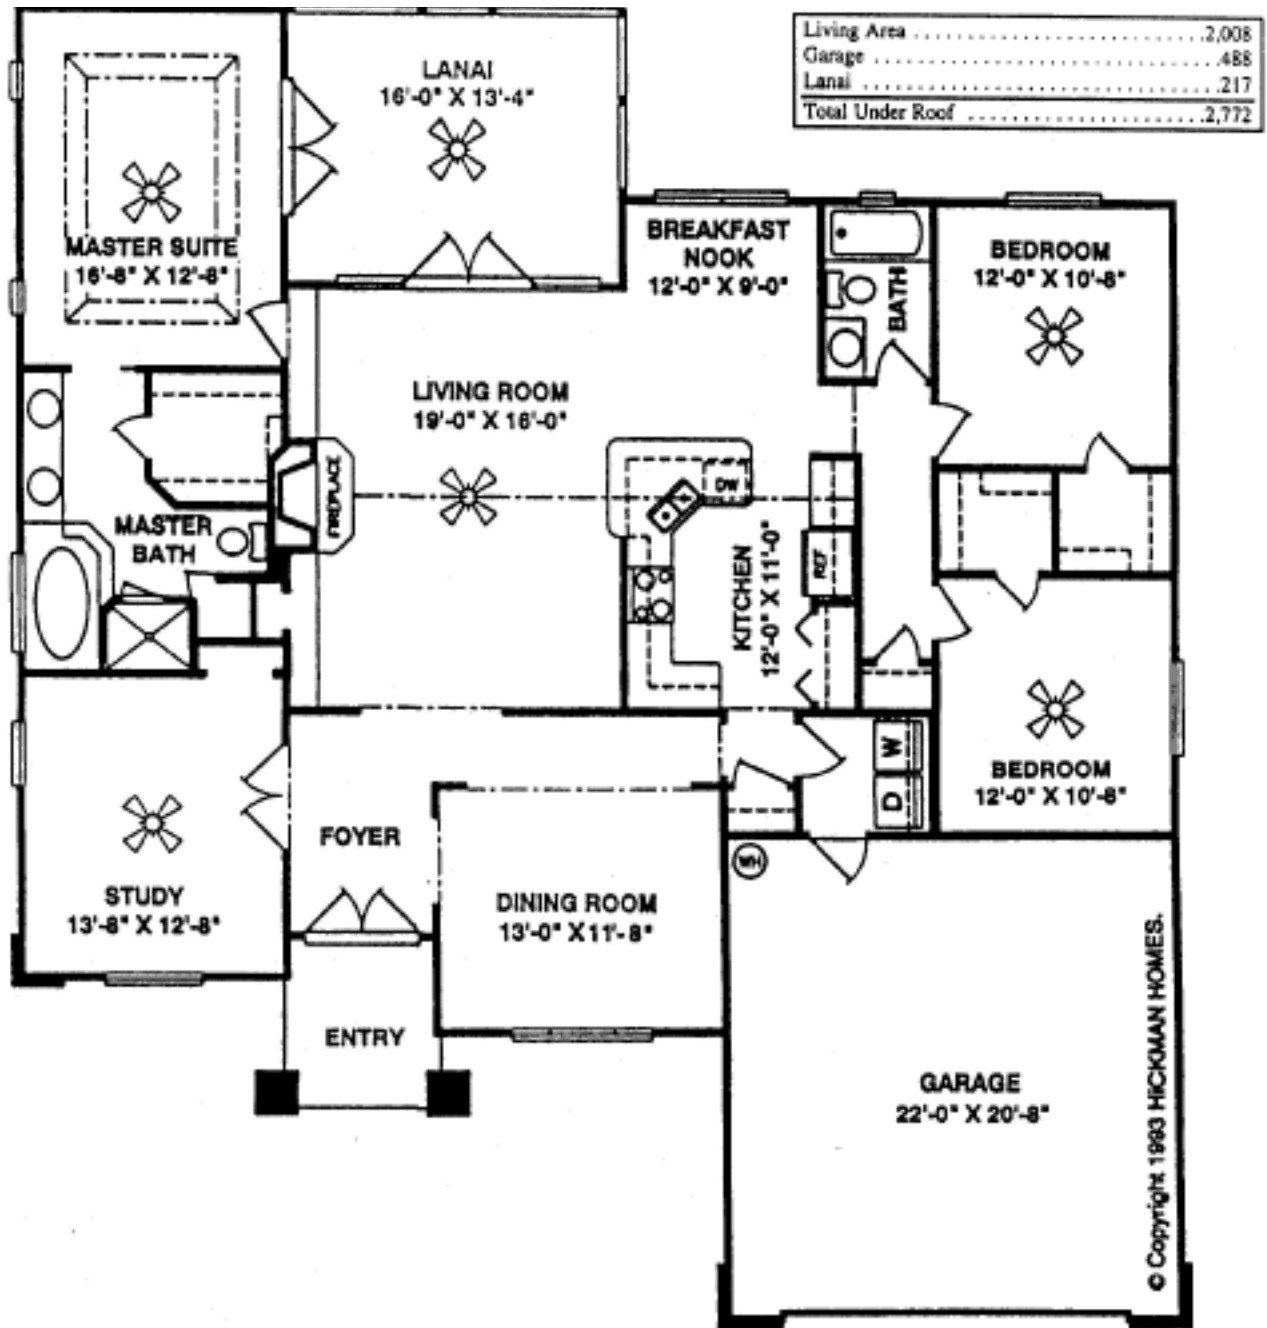 Living Area ............................ 2,008
Garage ............................ 488
Lanai ............................ 217
Total Under Roof ...................... 2,772
LANAI
16'-0" X 13'-4"
MASTER SUITE
16'-8" X 12'-8"
BREAKFAST
NOOK
12'-0" X 9'-0"
BATH
BEDROOM
12'-0" X 10'-8"
LIVING ROOM
19'-0" X 16'-0"
FIREPLACE
DW
MASTER
BATH
KITCHEN
12'-0" X 11'-0"
REF
W
D
BEDROOM
12'-0" X 10'-8"
FOYER
WH
STUDY
13'-8" X 12'-8"
DINING ROOM
13'-0" X 11'-8"
ENTRY
GARAGE
22'-0" X 20'-8"
© Copyright 1993 HICKMAN HOMES.